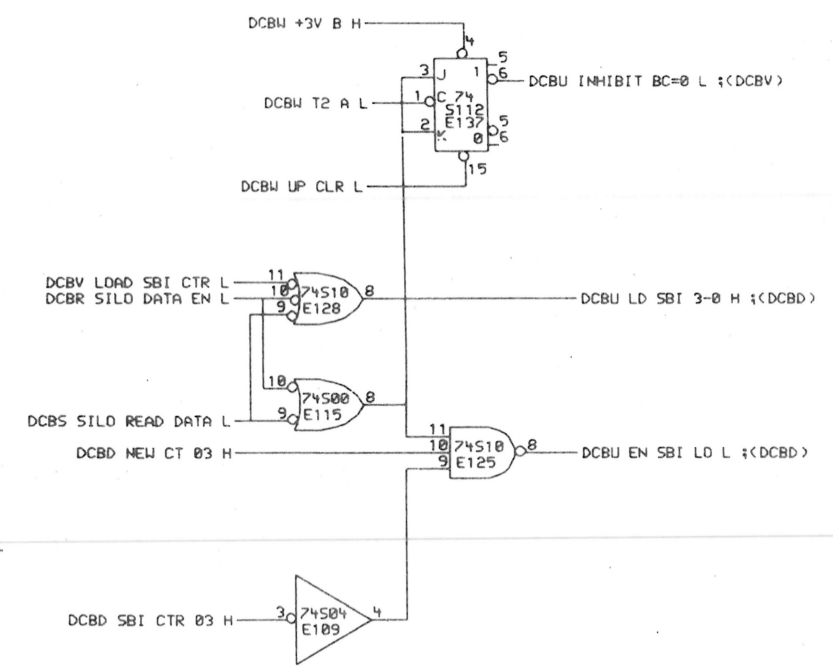 DCBW +3V B H
4
3 J 1 5
6 DCBU INHIBIT BC=0 L ;(DCBV)
DCBW T2 A L 1 C 74
S112
E137 5
2 K 0 6
15
DCBW UP CLR L
DCBV LOAD SBI CTR L 11
DCBR SILO DATA EN L 10 74S10 8 DCBU LD SBI 3-0 H ;(DCBD)
9 E128
10 74S00 8
DCBS SILO READ DATA L 9 E115
11
DCBD NEW CT 03 H 10 74S10 8 DCBU EN SBI LO L ;(DCBD)
9 E125
DCBD SBI CTR 03 H 3 74S04 4
E109